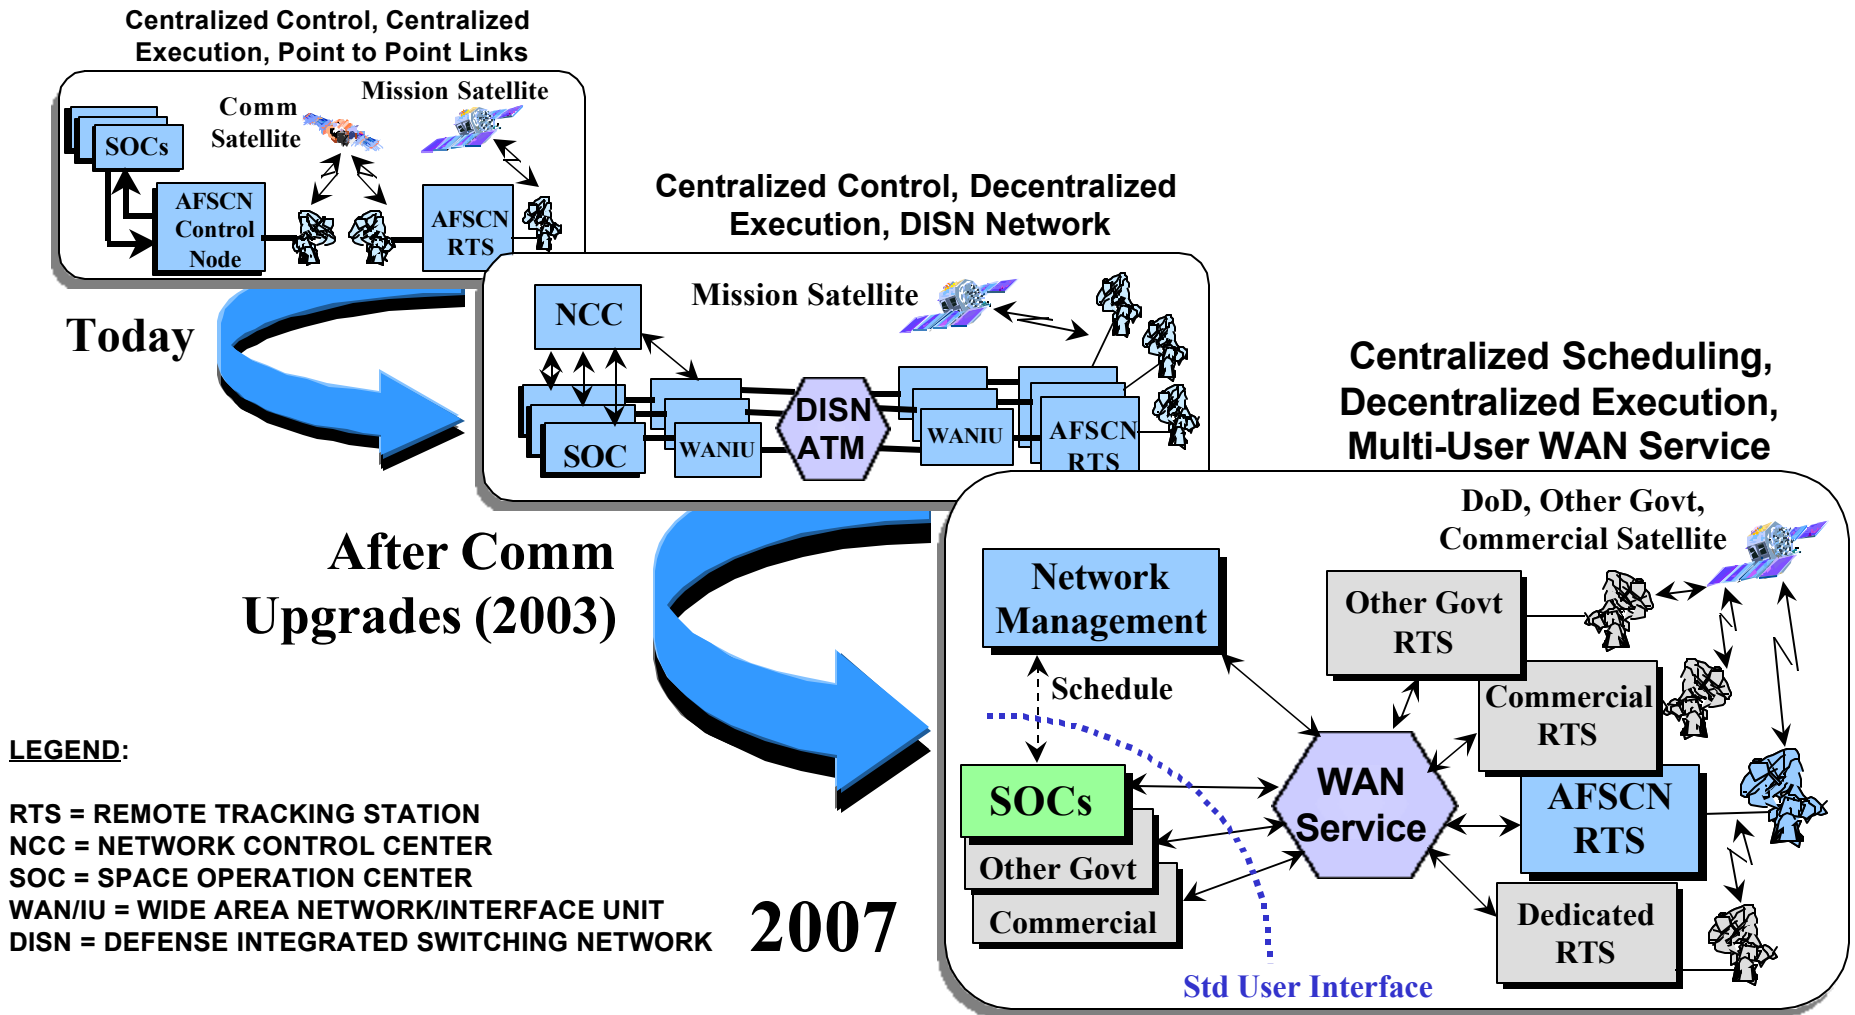 Centralized Control, Centralized
Execution, Point to Point Links
Comm
Satellite
Mission Satellite
SOCs
AFSCN
Control
Node
AFSCN
RTS
Today
Centralized Control, Decentralized
Execution, DISN Network
NCC
Mission Satellite
SOC
WANIU
DISN
ATM
WANIU
AFSCN
RTS
After Comm
Upgrades (2003)
Centralized Scheduling,
Decentralized Execution,
Multi-User WAN Service
DoD, Other Govt,
Commercial Satellite
Network
Management
Schedule
SOCs
Other Govt
Commercial
WAN
Service
Other Govt
RTS
Commercial
RTS
AFSCN
RTS
Dedicated
RTS
Std User Interface
2007
LEGEND:
RTS = REMOTE TRACKING STATION
NCC = NETWORK CONTROL CENTER
SOC = SPACE OPERATION CENTER
WAN/IU = WIDE AREA NETWORK/INTERFACE UNIT
DISN = DEFENSE INTEGRATED SWITCHING NETWORK